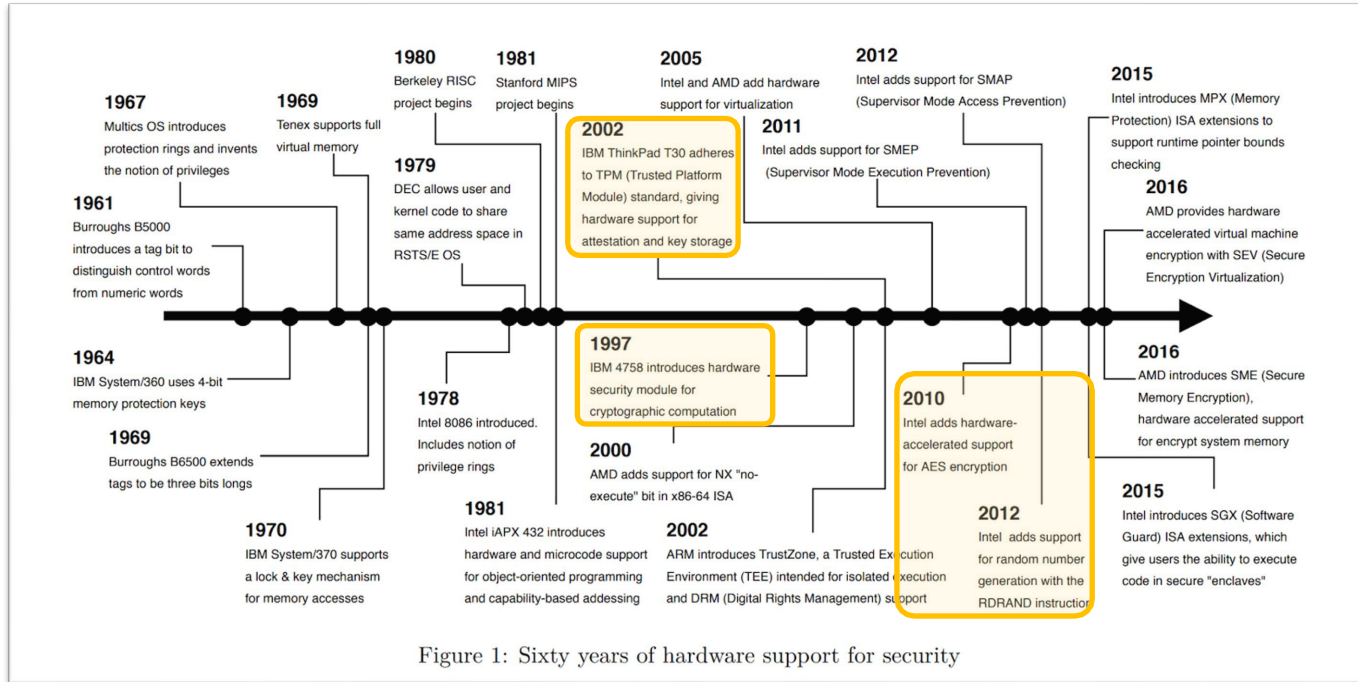 1967
Multics OS introduces
protection rings and invents
the notion of privileges
1961
Burroughs B5000
introduces a tag bit to
distinguish control words
from numeric words
1969
Tenex supports full
virtual memory
1980
Berkeley RISC
project begins
1979
DEC allows user and
kernel code to share
same address space in
RSTS/E OS
1981
Stanford MIPS
project begins
2002
IBM ThinkPad T30 adheres
to TPM (Trusted Platform
Module) standard, giving
hardware support for
attestation and key storage
2005
Intel and AMD add hardware
support for virtualization
2011
Intel adds support for SMEP
(Supervisor Mode Execution Prevention)
2012
Intel adds support for SMAP
(Supervisor Mode Access Prevention)
2015
Intel introduces MPX (Memory
Protection) ISA extensions to
support runtime pointer bounds
checking
2016
AMD provides hardware
accelerated virtual machine
encryption with SEV (Secure
Encryption Virtualization)
1964
IBM System/360 uses 4-bit
memory protection keys
1969
Burroughs B6500 extends
tags to be three bits longs
1970
IBM System/370 supports
a lock & key mechanism
for memory accesses
1978
Intel 8086 introduced.
Includes notion of
privilege rings
1981
Intel iAPX 432 introduces
hardware and microcode support
for object-oriented programming
and capability-based addessing
1997
IBM 4758 introduces hardware
security module for
cryptographic computation
2000
AMD adds support for NX "no-
execute" bit in x86-64 ISA
2002
ARM introduces TrustZone, a Trusted Execution
Environment (TEE) intended for isolated execution
and DRM (Digital Rights Management) support
2010
Intel adds hardware-
accelerated support
for AES encryption
2012
Intel adds support
for random number
generation with the
RDRAND instruction
2016
AMD introduces SME (Secure
Memory Encryption),
hardware accelerated support
for encrypt system memory
2015
Intel introduces SGX (Software
Guard) ISA extensions, which
give users the ability to execute
code in secure "enclaves"
Figure 1: Sixty years of hardware support for security